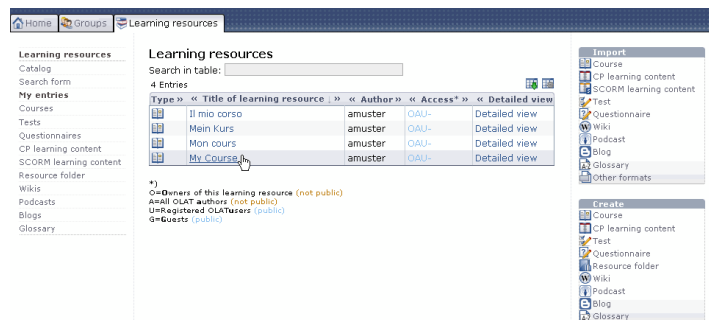 Home Groups Learning resources
Learning resources
Catalog
Search form
My entries
Courses
Tests
Questionnaires
CP learning content
SCORM learning content
Resource folder
Wikis
Podcasts
Blogs
Glossary
Learning resources
Search in table:
4 Entries
Type » « Title of learning resource ↓ » « Author » « Access* » « Detailed view
Il mio corso amuster OAU- Detailed view
Mein Kurs amuster OAU- Detailed view
Mon cours amuster OAU- Detailed view
My Course amuster OAU- Detailed view
*)
O=Owners of this learning resource (not public)
A=All OLAT authors (not public)
U=Registered OLATusers (public)
G=Guests (public)
Import
Course
CP learning content
SCORM learning content
Test
Questionnaire
Wiki
Podcast
Blog
Glossary
Other formats
Create
Course
CP learning content
Test
Questionnaire
Resource folder
Wiki
Podcast
Blog
Glossary